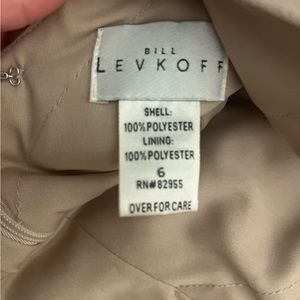 BILL
LEVKOFF
SHELL:
100% POLYESTER
LINING:
100% POLYESTER
6
RN# 82955
OVER FOR CARE